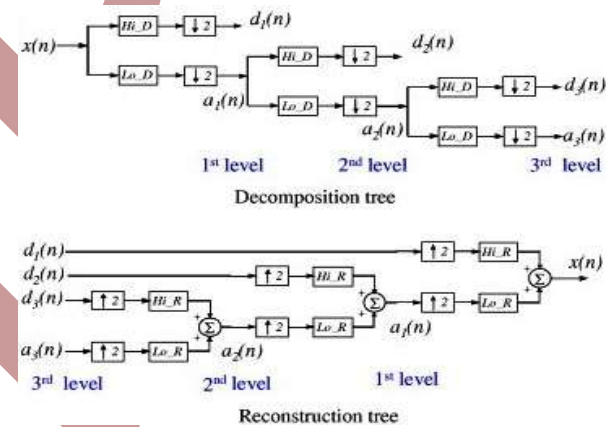 Hi_D ↓2 d₁(n)
x(n) Hi_D ↓2 d₂(n)
Lo_D ↓2 Hi_D ↓2 d₃(n)
a₁(n) Lo_D ↓2
a₂(n) Lo_D ↓2 a₃(n)
1st level 2nd level 3rd level
Decomposition tree
d₁(n) ↑2 Hi_R
d₂(n) ↑2 Hi_R + Σ x(n)
d₃(n) ↑2 Hi_R + Σ ↑2 Lo_R +
+ Σ ↑2 Lo_R + a₁(n)
a₃(n) ↑2 Lo_R + a₂(n)
3rd level 2nd level 1st level
Reconstruction tree